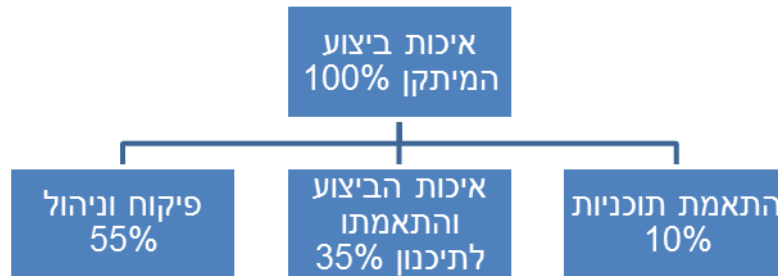 איכות ביצוע
המיתקן 100%
התאמת תוכניות
10%
איכות הביצוע
והתאמתו
לתיכנון 35%
פיקוח וניהול
55%